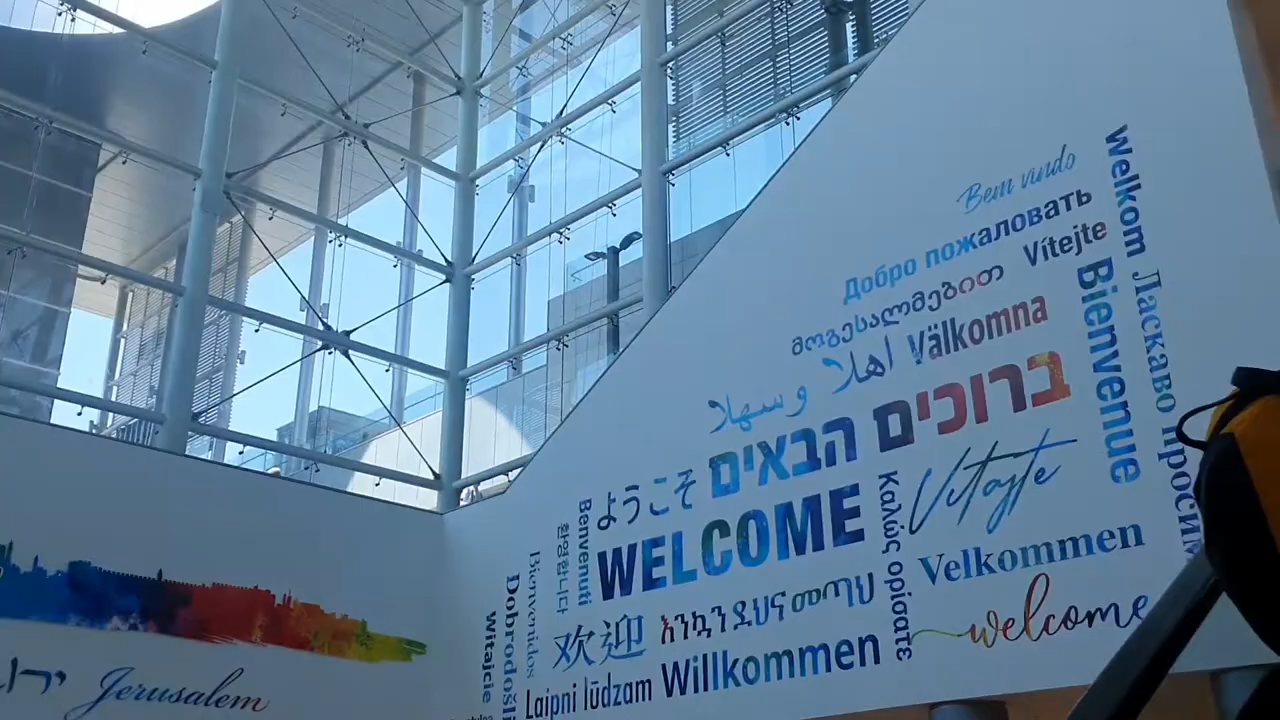 Bem vindo
Добро пожаловать
Vítejte
მოგესალმებით
اهلا وسهلا
Välkomna
ברוכים הבאים
ようこそ
WELCOME
Vitajte
Velkommen
welcome
欢迎
እንኳን ደህና መጣህ
Laipni lūdzam
Willkommen
welkom
Bienvenue
Ласкаво просим
Καλώς ορίσατε
Benvenuti
환영합니다
Bienvenidos
Dobrodošli
Witajcie
Jerusalem